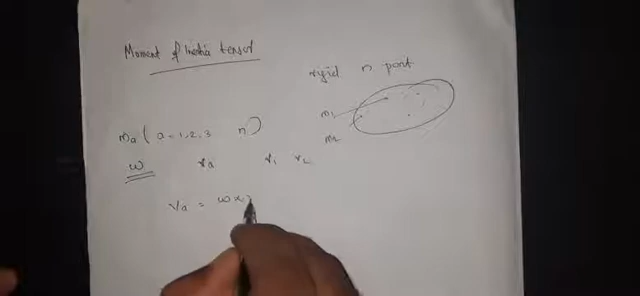 Moment of Inertia tensor
rigid n point
m₁
m₂
mₐ ( a = 1, 2, 3 n )
ω rₐ r₁ r₂
vₐ = ω ×